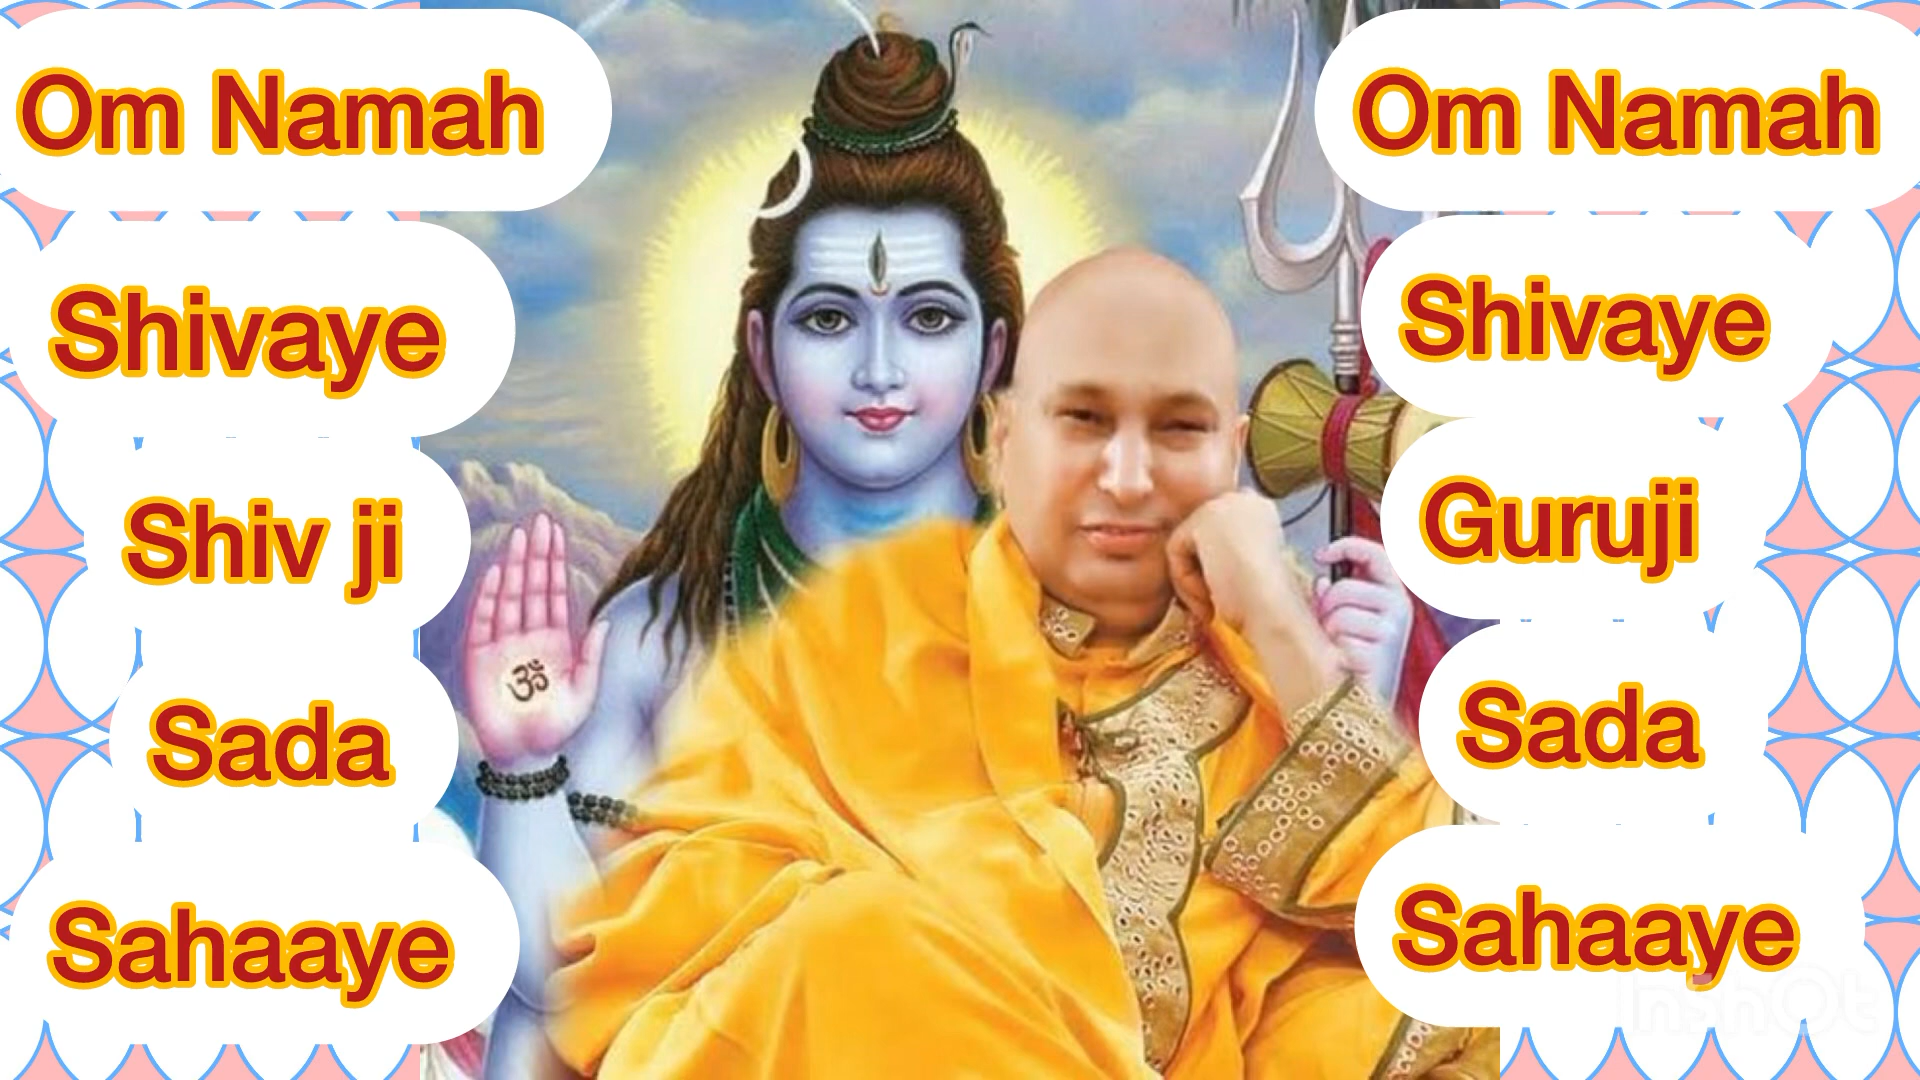 Om Namah
Shivaye
Shiv ji
Sada
Sahaaye
Om Namah
Shivaye
Guruji
Sada
Sahaaye
ॐ
InShOt